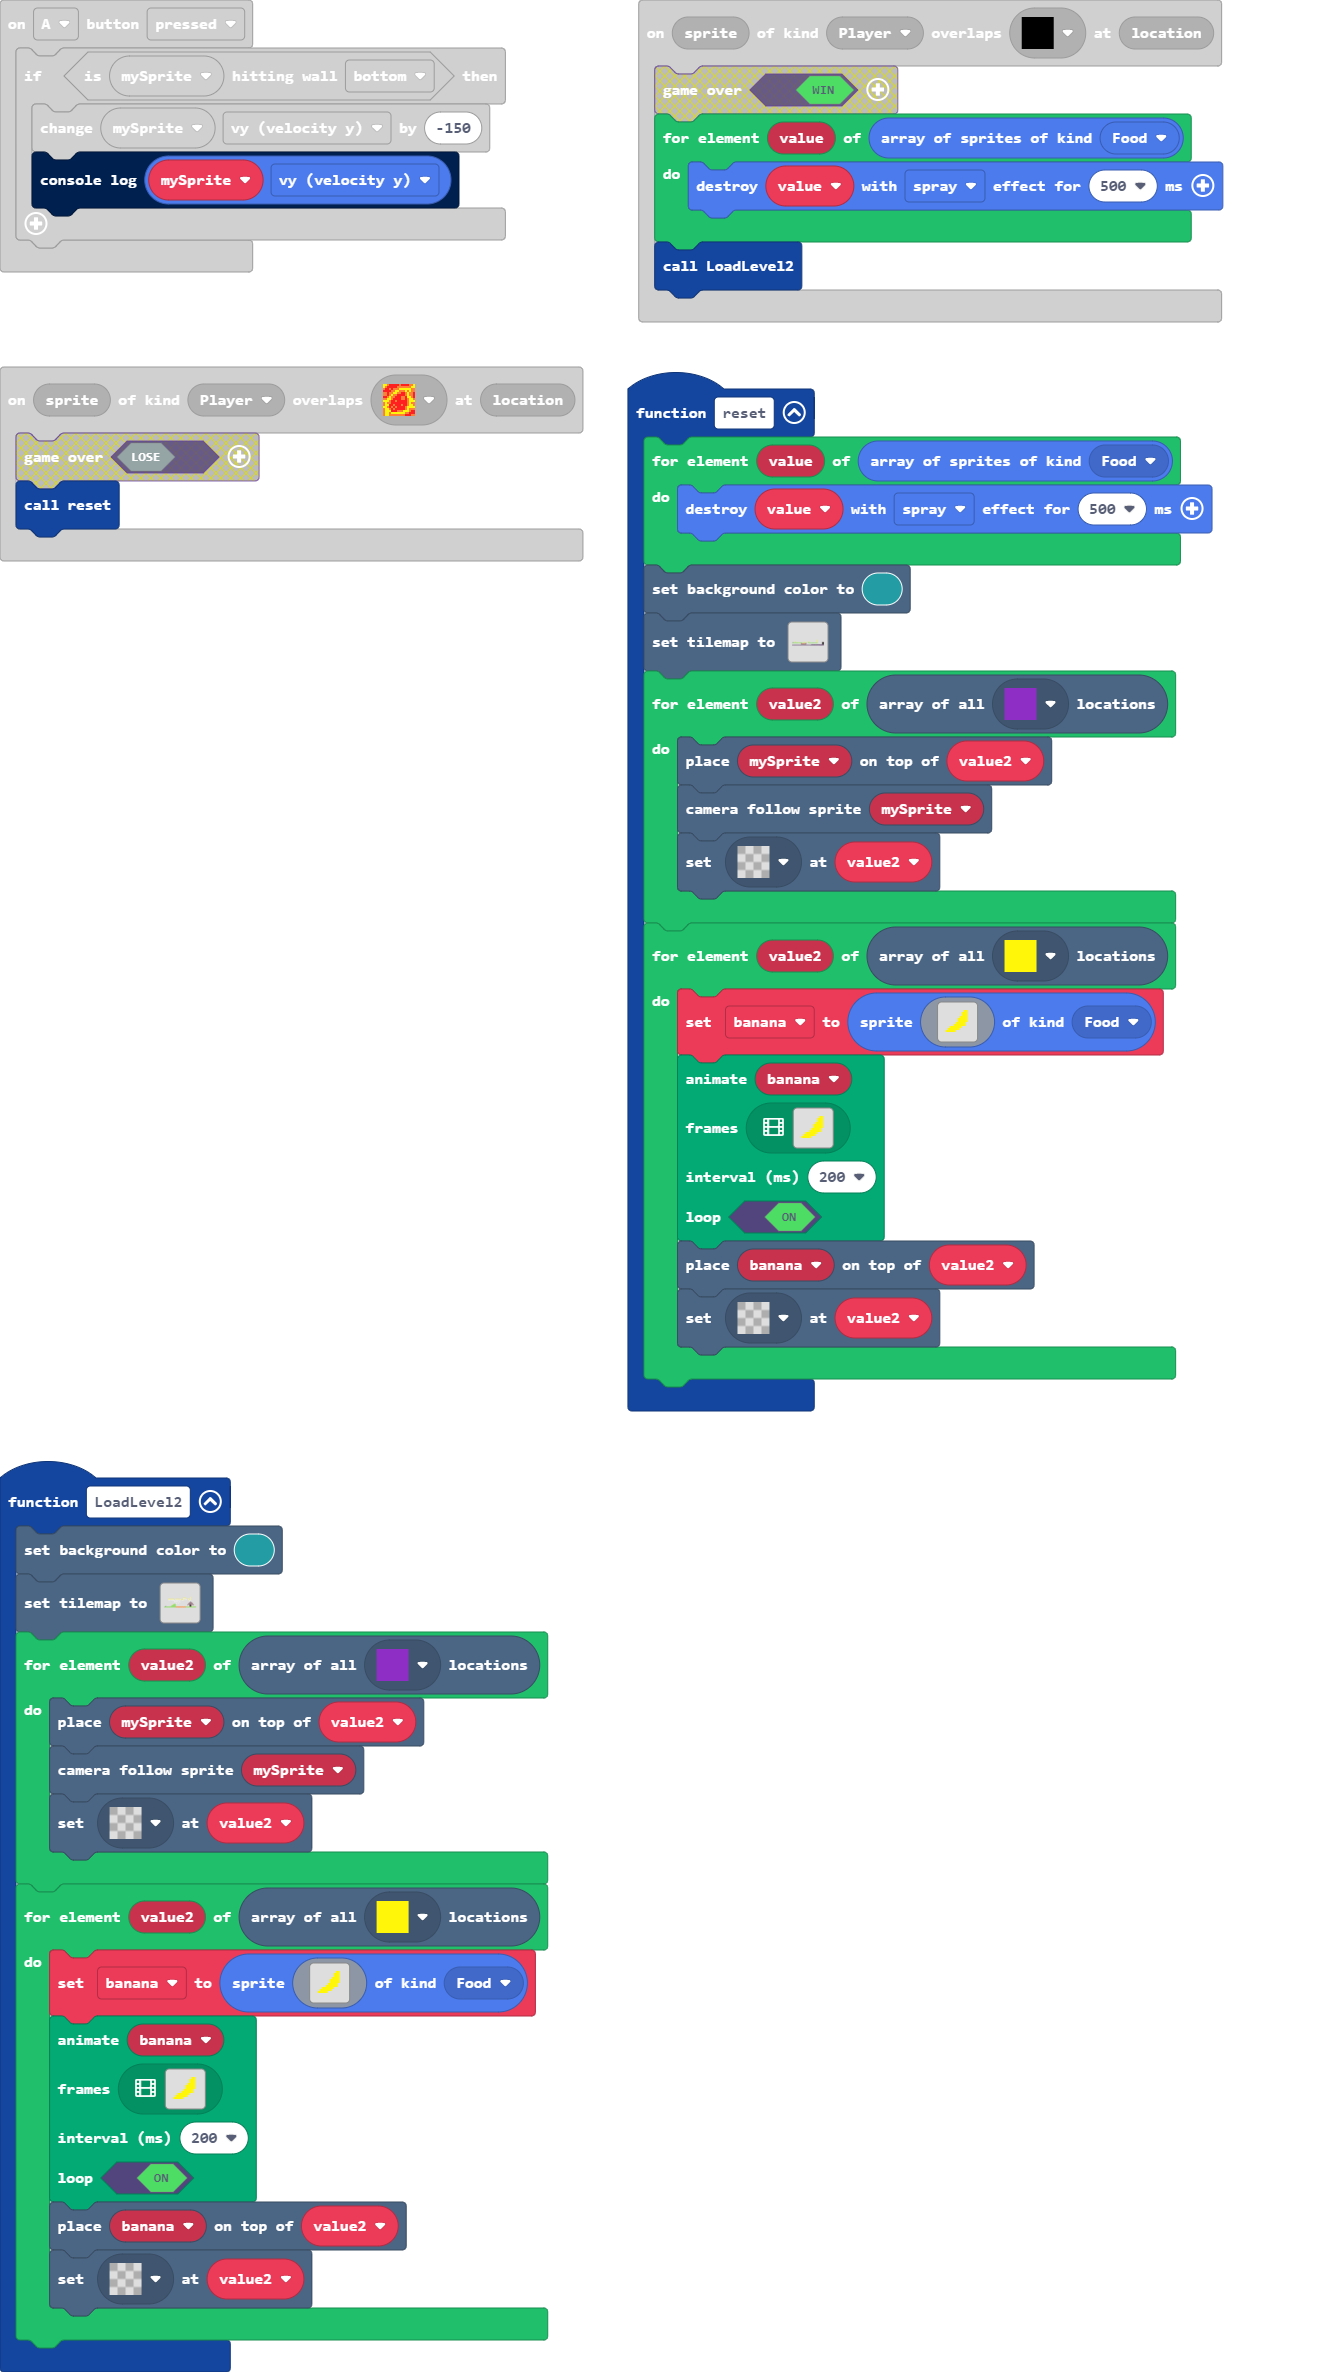 on A button pressed
if is mySprite hitting wall bottom then
change mySprite vy (velocity y) by -150
console log mySprite vy (velocity y)
on sprite of kind Player overlaps at location
game over WIN
for element value of array of sprites of kind Food
do
destroy value with spray effect for 500 ms
call LoadLevel2
on sprite of kind Player overlaps at location
game over LOSE
call reset
function reset
for element value of array of sprites of kind Food
do
destroy value with spray effect for 500 ms
set background color to
set tilemap to
for element value2 of array of all locations
do
place mySprite on top of value2
camera follow sprite mySprite
set at value2
for element value2 of array of all locations
do
set banana to sprite of kind Food
animate banana
frames
interval (ms) 200
loop ON
place banana on top of value2
set at value2
function LoadLevel2
set background color to
set tilemap to
for element value2 of array of all locations
do
place mySprite on top of value2
camera follow sprite mySprite
set at value2
for element value2 of array of all locations
do
set banana to sprite of kind Food
animate banana
frames
interval (ms) 200
loop ON
place banana on top of value2
set at value2